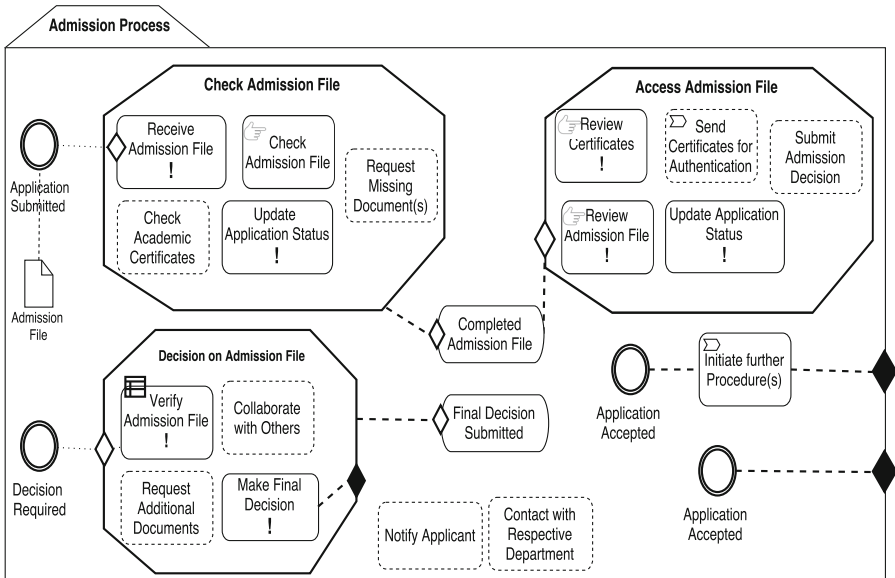 Admission Process
Check Admission File
Receive
Admission File
!
Check
Admission File
Request
Missing
Document(s)
Check
Academic
Certificates
Update
Application Status
!
Application
Submitted
Admission
File
Access Admission File
Review
Certificates
!
Send
Certificates for
Authentication
Submit
Admission
Decision
Review
Admission File
!
Update Application
Status
!
Completed
Admission File
Decision on Admission File
Verify
Admission File
!
Collaborate
with Others
Request
Additional
Documents
Make Final
Decision
!
Decision
Required
Final Decision
Submitted
Application
Accepted
Initiate further
Procedure(s)
Application
Accepted
Notify Applicant
Contact with
Respective
Department